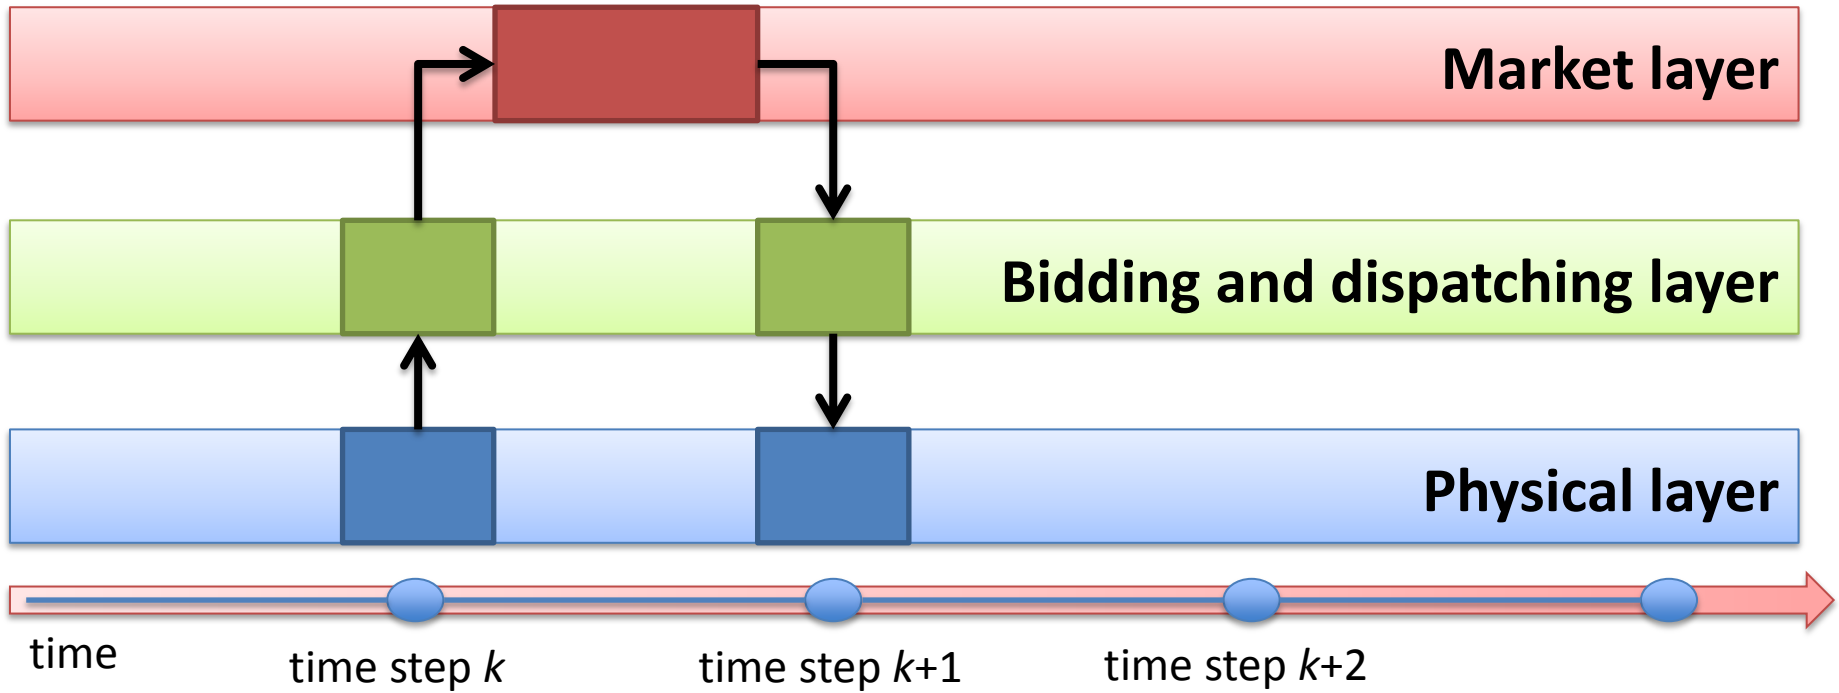 Market layer
Bidding and dispatching layer
Physical layer
time
time step k
time step k+1
time step k+2